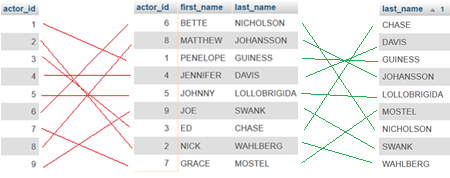 actor_id
1
2
3
4
5
6
7
8
9
actor_id first_name last_name
6 BETTE NICHOLSON
8 MATTHEW JOHANSSON
1 PENELOPE GUINESS
4 JENNIFER DAVIS
5 JOHNNY LOLLOBRIGIDA
9 JOE SWANK
3 ED CHASE
2 NICK WAHLBERG
7 GRACE MOSTEL
last_name 1
CHASE
DAVIS
GUINESS
JOHANSSON
LOLLOBRIGIDA
MOSTEL
NICHOLSON
SWANK
WAHLBERG